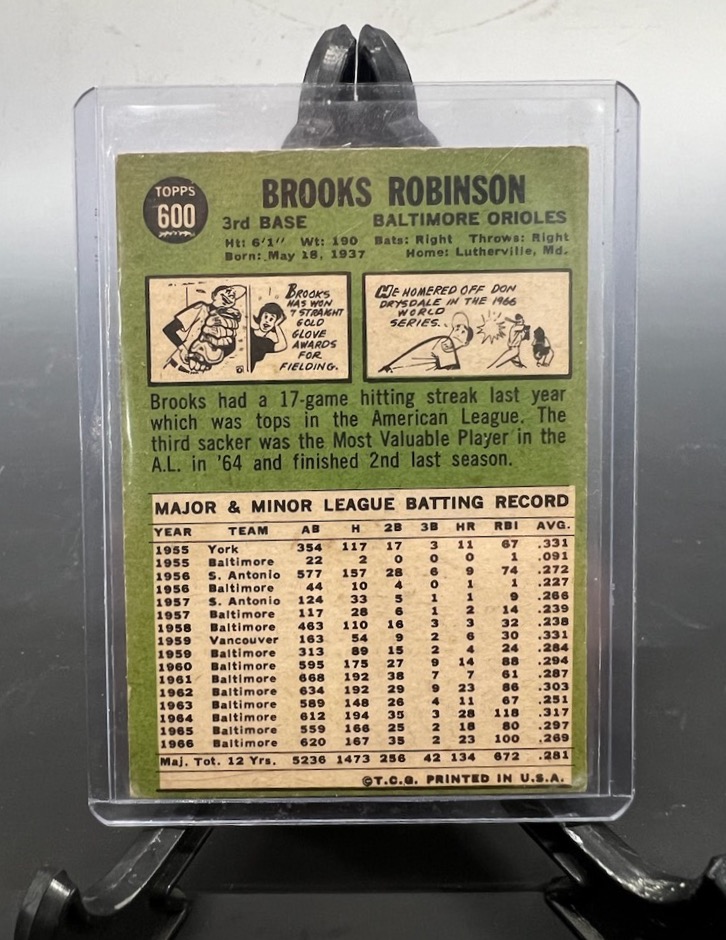 TOPPS
600
BROOKS ROBINSON
3rd BASE BALTIMORE ORIOLES
Ht: 6'1" Wt: 190 Bats: Right Throws: Right
Born: May 18, 1937 Home: Lutherville, Md.
BROOKS
HAS WON
7 STRAIGHT
GOLD
GLOVE
AWARDS
FOR
FIELDING.
HE HOMERED OFF DON
DRYSDALE IN THE 1966
WORLD
SERIES.
Brooks had a 17-game hitting streak last year
which was tops in the American League. The
third sacker was the Most Valuable Player in the
A.L. in '64 and finished 2nd last season.
MAJOR & MINOR LEAGUE BATTING RECORD
YEAR TEAM AB H 2B 3B HR RBI AVG.
1955 York 354 117 17 3 11 67 .331
1955 Baltimore 22 2 0 0 0 1 .091
1956 S. Antonio 577 157 28 6 9 74 .272
1956 Baltimore 44 10 4 0 1 1 .227
1957 S. Antonio 124 33 5 1 1 9 .266
1957 Baltimore 117 28 6 1 2 14 .239
1958 Baltimore 463 110 16 3 3 32 .238
1959 Vancouver 163 54 9 2 6 30 .331
1959 Baltimore 313 89 15 2 4 24 .284
1960 Baltimore 595 175 27 9 14 88 .294
1961 Baltimore 668 192 38 7 7 61 .287
1962 Baltimore 634 192 29 9 23 86 .303
1963 Baltimore 589 148 26 4 11 67 .251
1964 Baltimore 612 194 35 3 28 118 .317
1965 Baltimore 559 166 25 2 18 80 .297
1966 Baltimore 620 167 35 2 23 100 .269
Maj. Tot. 12 Yrs. 5236 1473 256 42 134 672 .281
©T.C.G. PRINTED IN U.S.A.